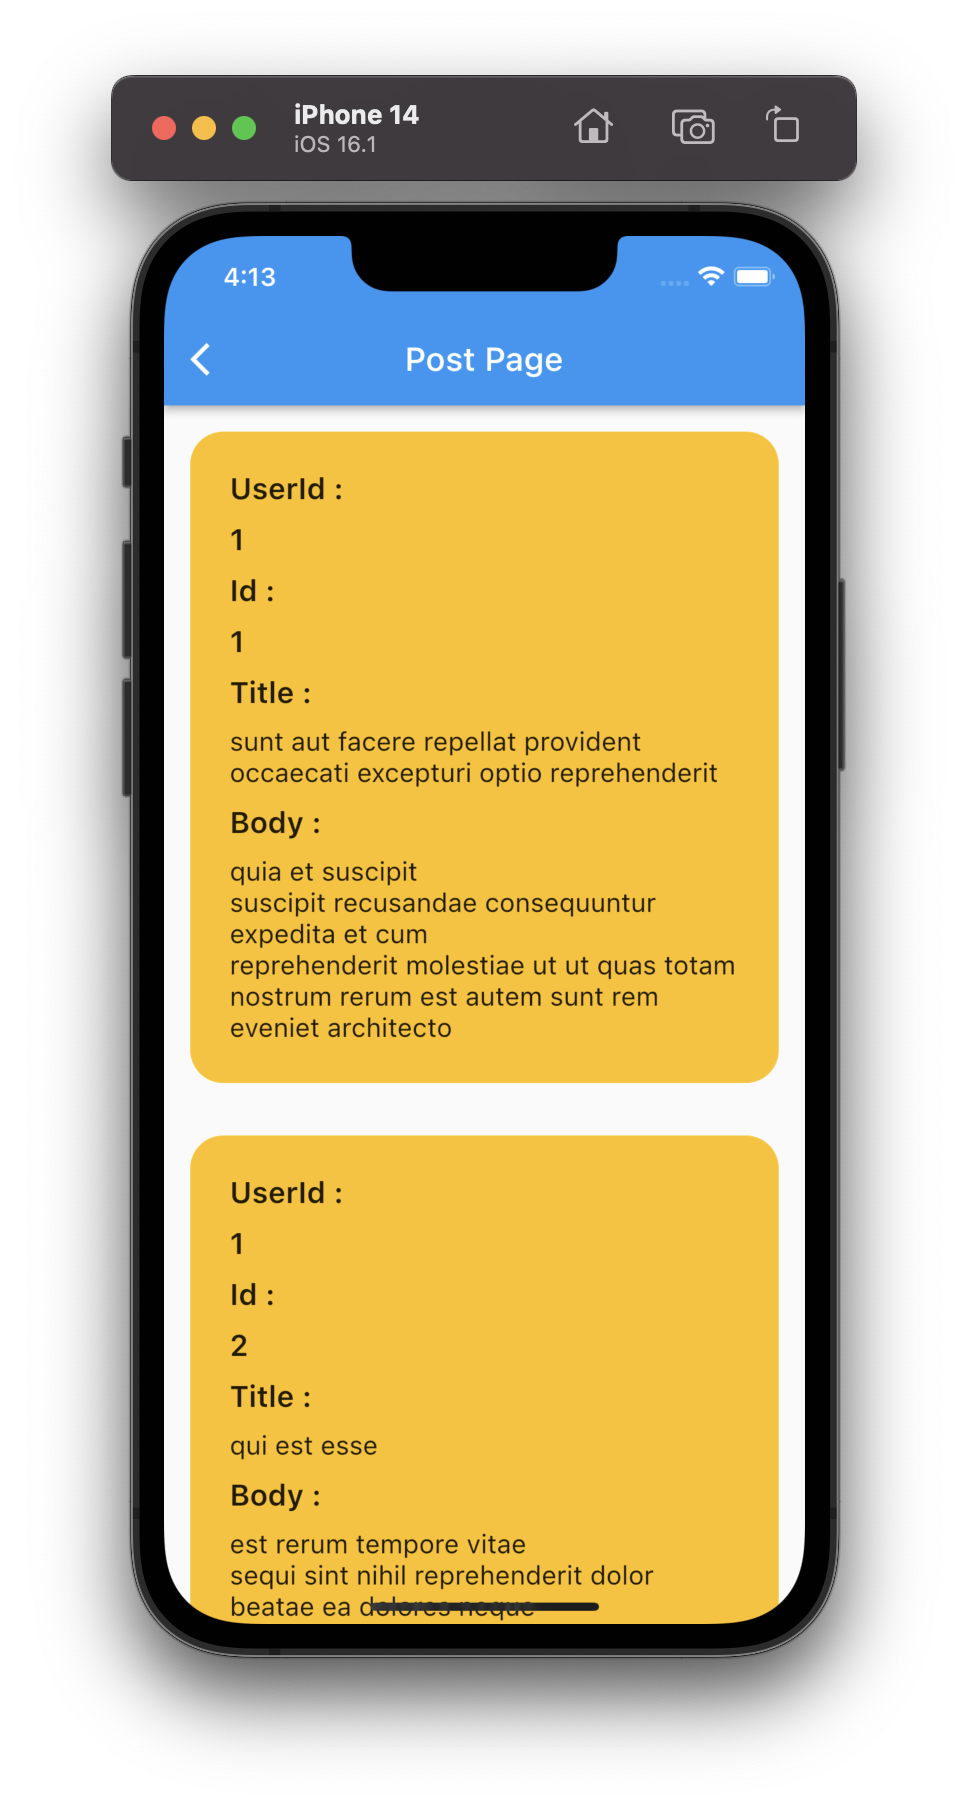 iPhone 14
iOS 16.1
4:13
Post Page
UserId :
1
Id :
1
Title :
sunt aut facere repellat provident
occaecati excepturi optio reprehenderit
Body :
quia et suscipit
suscipit recusandae consequuntur
expedita et cum
reprehenderit molestiae ut ut quas totam
nostrum rerum est autem sunt rem
eveniet architecto
UserId :
1
Id :
2
Title :
qui est esse
Body :
est rerum tempore vitae
sequi sint nihil reprehenderit dolor
beatae ea dolores neque